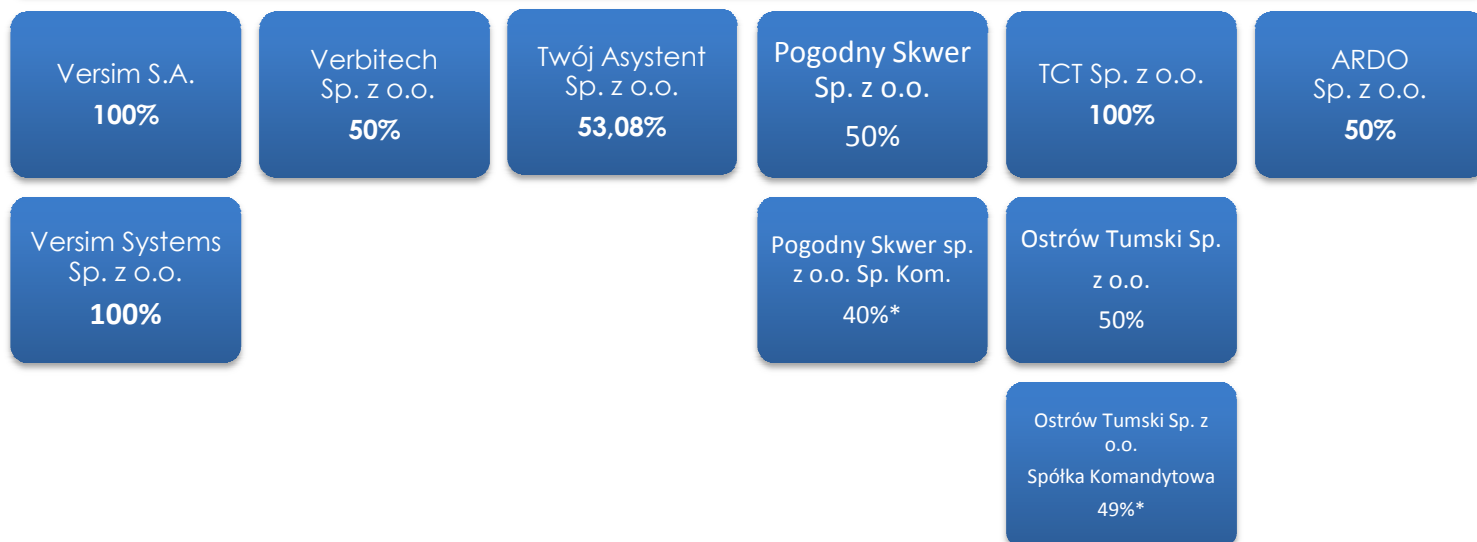 Versim S.A.
100%
Verbitech
Sp. z o.o.
50%
Twój Asystent
Sp. z o.o.
53,08%
Pogodny Skwer
Sp. z o.o.
50%
TCT Sp. z o.o.
100%
ARDO
Sp. z o.o.
50%
Versim Systems
Sp. z o.o.
100%
Pogodny Skwer sp.
z o.o. Sp. Kom.
40%*
Ostrów Tumski Sp.
z o.o.
50%
Ostrów Tumski Sp. z
o.o.
Spółka Komandytowa
49%*